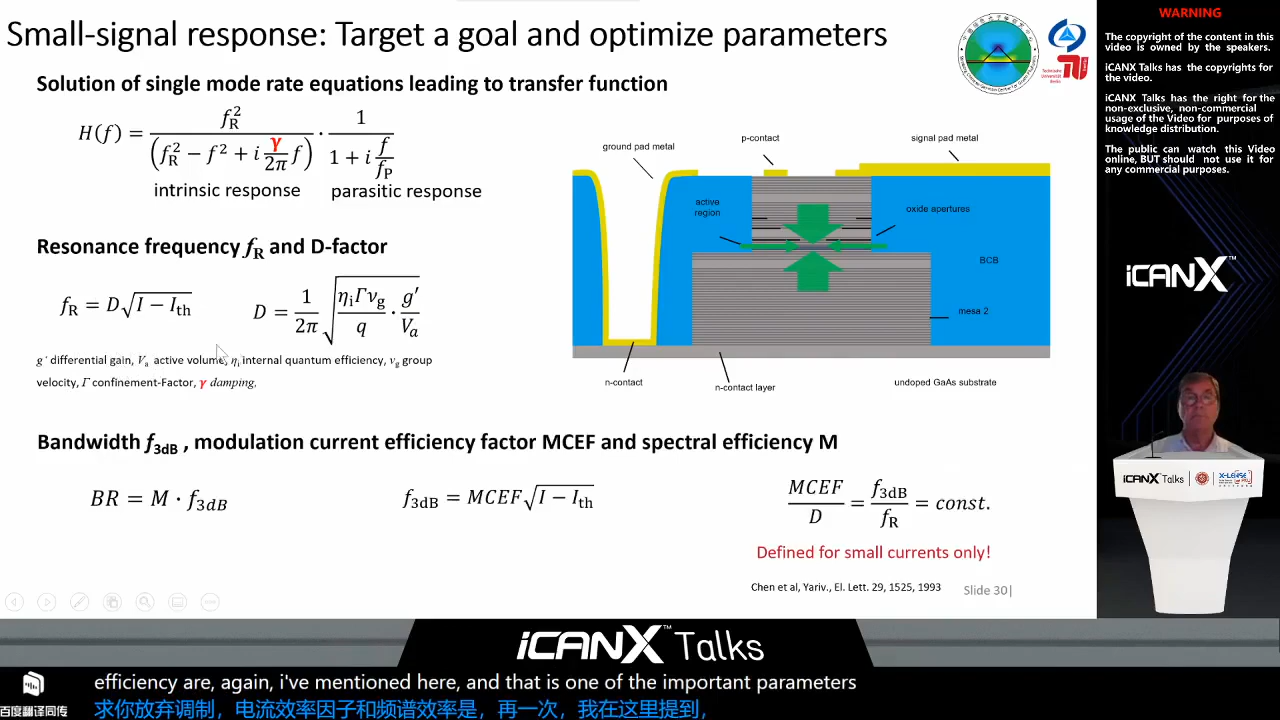 Small-signal response: Target a goal and optimize parameters
Solution of single mode rate equations leading to transfer function
H(f) = f_R^2 / (f_R^2 − f^2 + i γ/2π f) · 1 / (1 + i f/f_P)
intrinsic response parasitic response
Resonance frequency f_R and D-factor
f_R = D√(I − I_th) D = 1/2π √(η_i Γ v_g / q · g′/V_a)
g´ differential gain, V_a active volume, η_i internal quantum efficiency, v_g group
velocity, Γ confinement-Factor, γ damping,
ground pad metal
p-contact
signal pad metal
active
region
oxide apertures
BCB
mesa 2
n-contact
n-contact layer
undoped GaAs substrate
Bandwidth f_3dB , modulation current efficiency factor MCEF and spectral efficiency M
BR = M · f_3dB f_3dB = MCEF√(I − I_th) MCEF/D = f_3dB/f_R = const.
Defined for small currents only!
Chen et al, Yariv., El. Lett. 29, 1525, 1993
Slide 30|
WARNING
The copyright of the content in this
video is owned by the speakers.
iCANX Talks has the copyrights for
the video.
iCANX Talks has the right for the
non-exclusive, non-commercial
usage of the Video for purposes of
knowledge distribution.
The public can watch this Video
online, BUT should not use it for
any commercial purposes.
iCANX™
iCANX Talks
iCANX™ Talks
efficiency are, again, i've mentioned here, and that is one of the important parameters
百度翻译同传
求你放弃调制，电流效率因子和频谱效率是，再一次，我在这里提到，